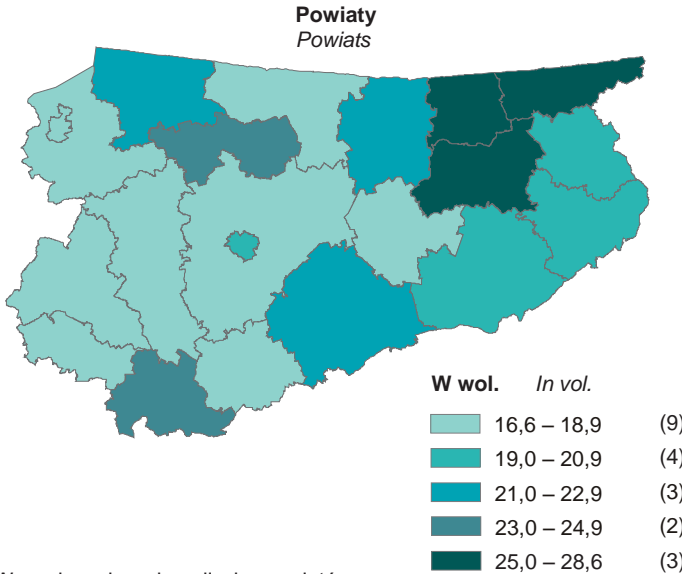 Powiaty
Powiats
W wol. In vol.
16,6 – 18,9 (9)
19,0 – 20,9 (4)
21,0 – 22,9 (3)
23,0 – 24,9 (2)
25,0 – 28,6 (3)